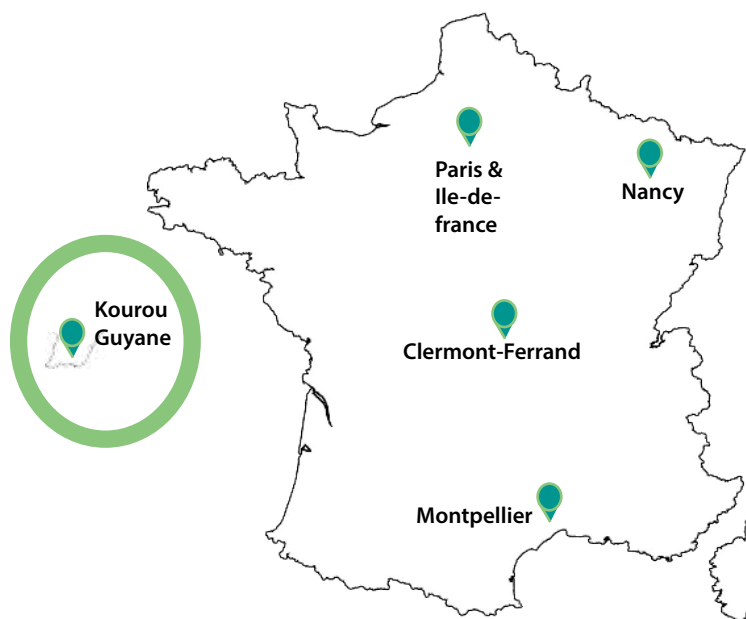 Paris &
Ile-de-
france
Nancy
Kourou
Guyane
Clermont-Ferrand
Montpellier